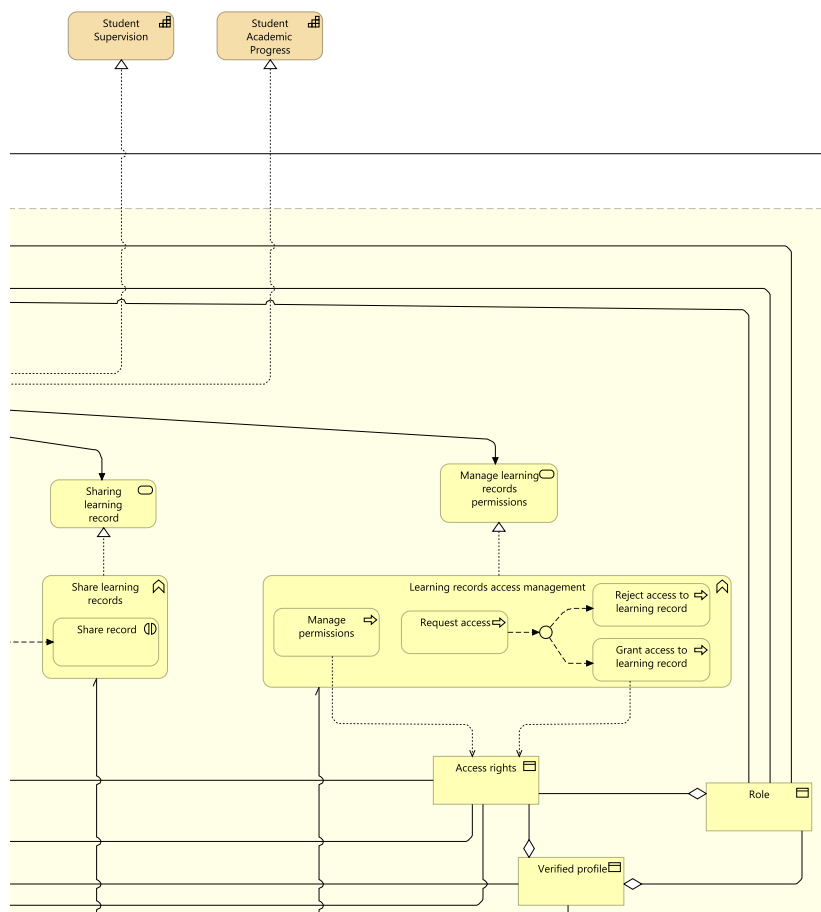 Student
Supervision
Student
Academic
Progress
Manage learning
records
permissions
Sharing
learning
record
Share learning
records
Share record
Learning records access management
Manage
permissions
Request access
Reject access to
learning record
Grant access to
learning record
Access rights
Role
Verified profile